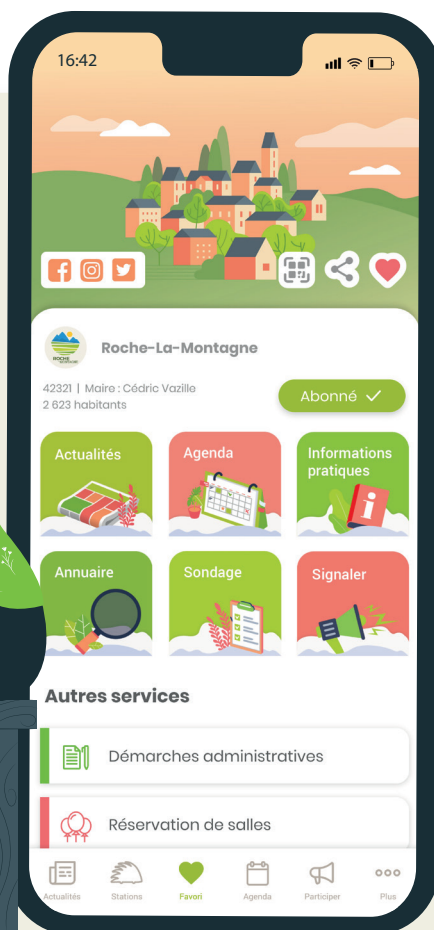 16:42
Roche-La-Montagne
ROCHE
42321 | Maire : Cédric Vazille
2 623 habitants
Abonné
Actualités
Agenda
Informations
pratiques
Annuaire
Sondage
Signaler
Autres services
Démarches administratives
Réservation de salles
Actualités
Stations
Favori
Agenda
Participer
Plus